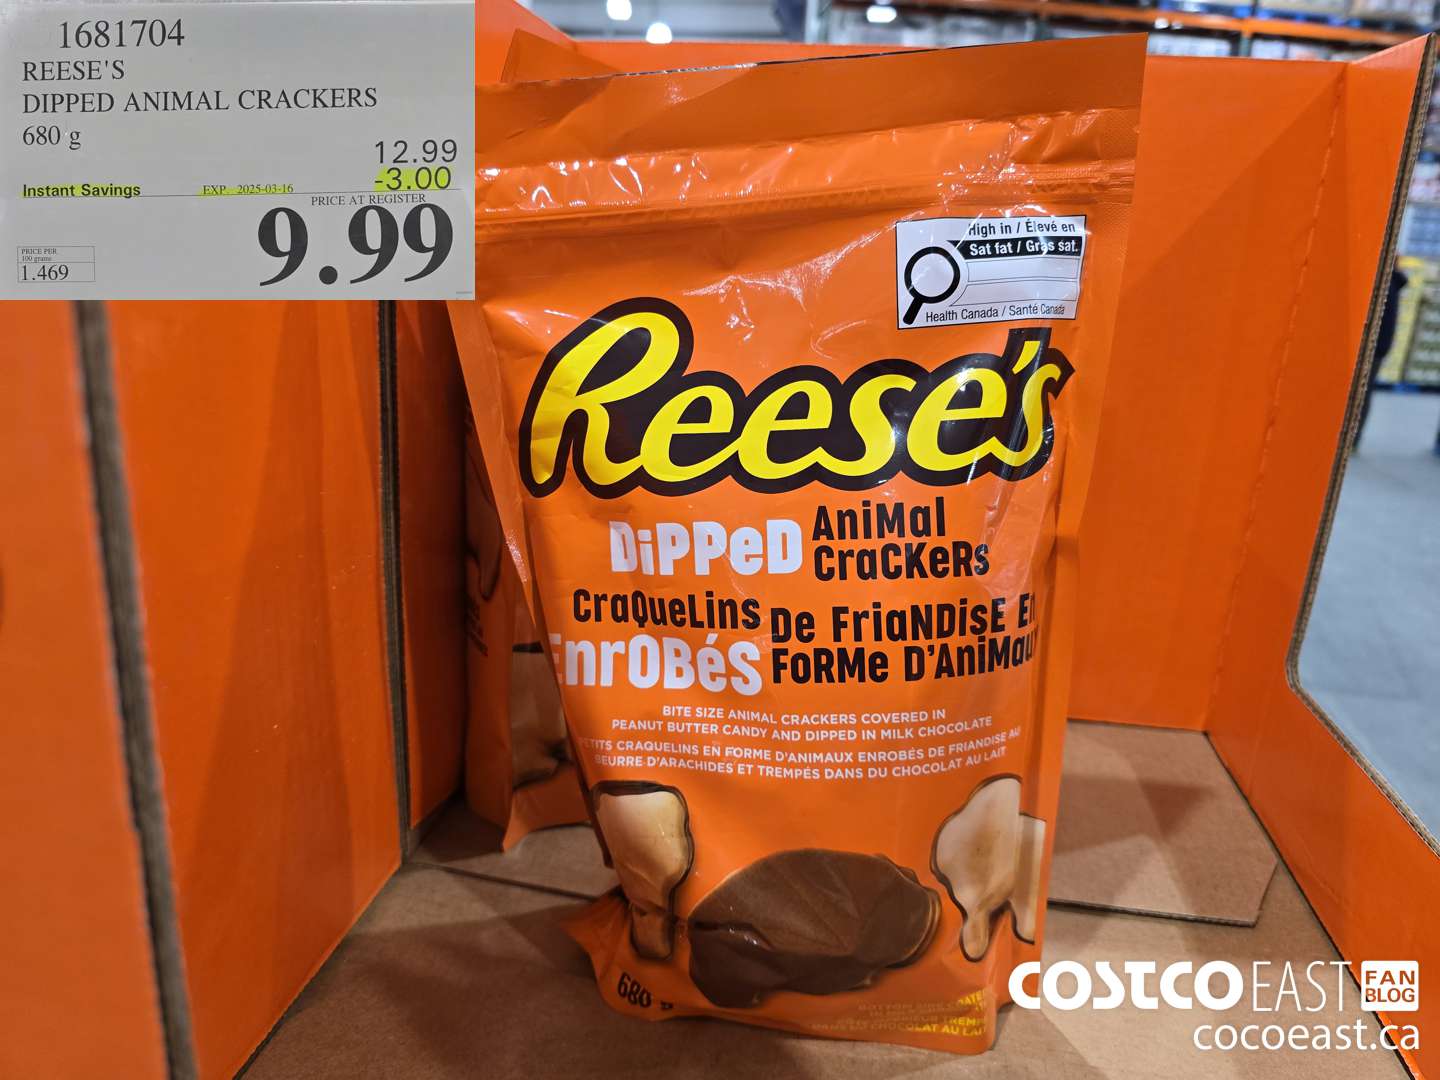 1681704
REESE'S
DIPPED ANIMAL CRACKERS
680 g
12.99
Instant Savings EXP. 2025-03-16 -3.00
PRICE AT REGISTER
9.99
PRICE PER
100 grams
1.469
High in / Élevé en
Sat fat / Gras sat.
Health Canada / Santé Canada
Reese's
DiPPeD AniMal CraCKeRs
CraQueLins EnrOBés De FriaNDisE En FoRMe D'AniMau
BITE SIZE ANIMAL CRACKERS COVERED IN
PEANUT BUTTER CANDY AND DIPPED IN MILK CHOCOLATE
PETITS CRAQUELINS EN FORME D'ANIMAUX ENROBÉS DE FRIANDISE AU
BEURRE D'ARACHIDES ET TREMPÉS DANS DU CHOCOLAT AU LAIT
680 g
COSTCO EAST FAN BLOG
cocoeast.ca